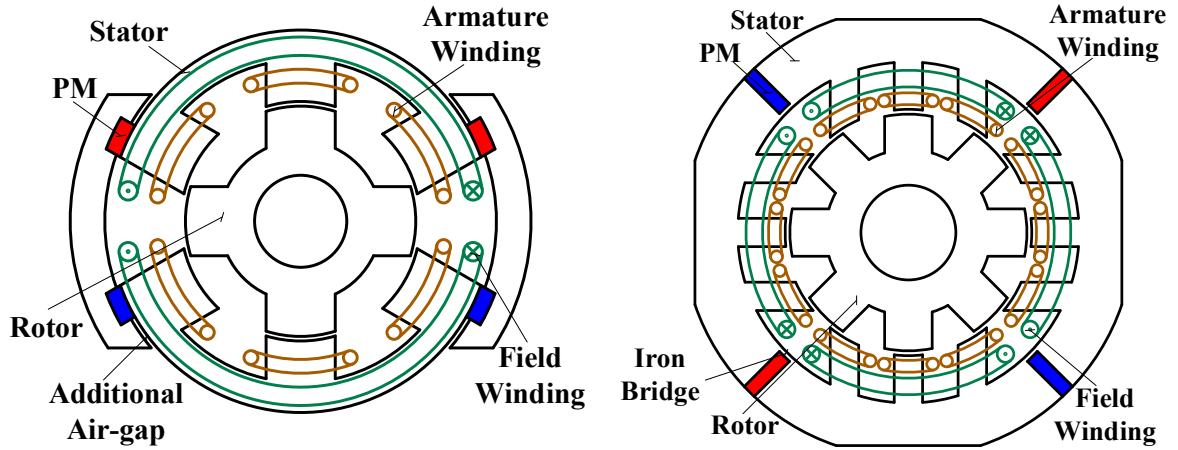 Stator
Armature
Winding
PM
Rotor
Additional
Air-gap
Field
Winding
Stator
Armature
Winding
PM
Iron
Bridge
Rotor
Field
Winding